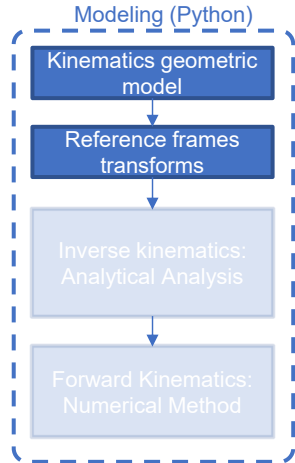 Modeling (Python)
Kinematics geometric
model
Reference frames
transforms
Inverse kinematics:
Analytical Analysis
Forward Kinematics:
Numerical Method